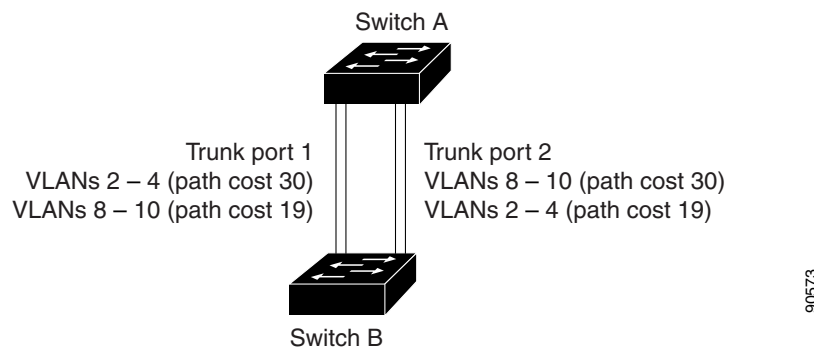 Switch A
Trunk port 1
VLANs 2 – 4 (path cost 30)
VLANs 8 – 10 (path cost 19)
Trunk port 2
VLANs 8 – 10 (path cost 30)
VLANs 2 – 4 (path cost 19)
Switch B
90573